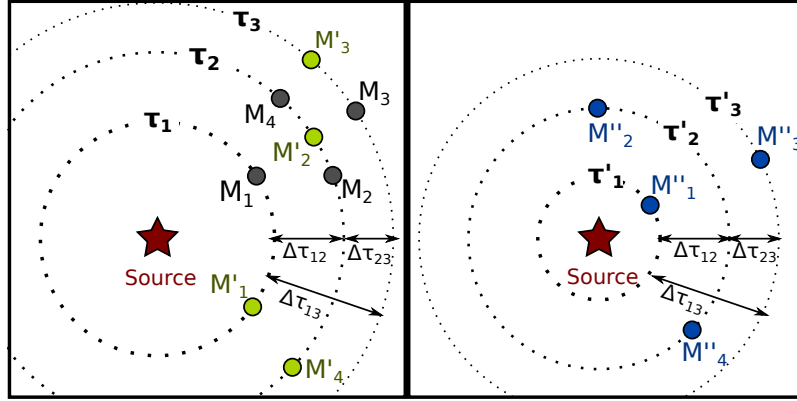 τ₃
M'₃
τ₂
M₃
M₄
τ₁
M'₂
M₂
M₁
Δτ₁₂
Δτ₂₃
Source
M'₁
Δτ₁₃
M'₄
τ'₃
M''₂
τ'₂
M''₃
τ'₁
M''₁
Δτ₁₂
Δτ₂₃
Source
Δτ₁₃
M''₄